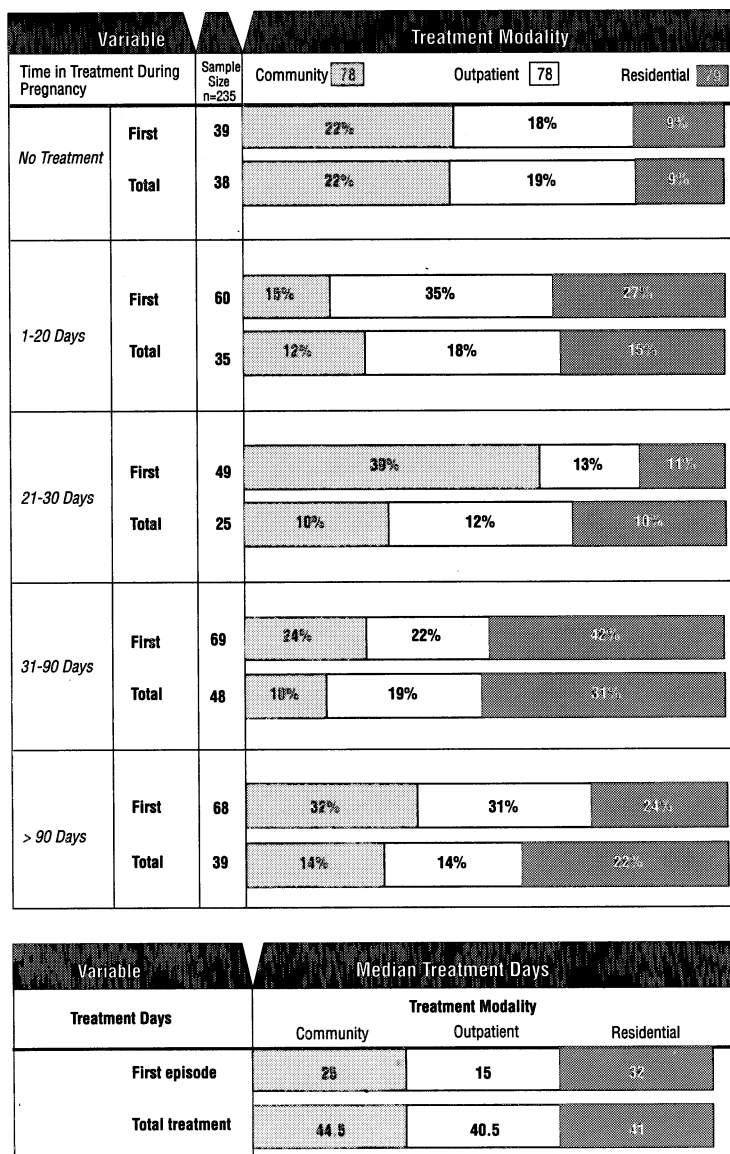 Variable Treatment Modality
Time in Treatment During Pregnancy Sample Size n=235 Community 78 Outpatient 78 Residential 79
No Treatment First 39 22% 18% 9%
Total 38 22% 19% 9%
1-20 Days First 60 15% 35% 27%
Total 35 12% 18% 15%
21-30 Days First 49 39% 13% 11%
Total 25 10% 12% 10%
31-90 Days First 69 24% 22% 42%
Total 48 10% 19% 31%
> 90 Days First 68 32% 31% 24%
Total 39 14% 14% 22%
Variable Median Treatment Days
Treatment Days Treatment Modality
Community Outpatient Residential
First episode 25 15 32
Total treatment 44.5 40.5 41